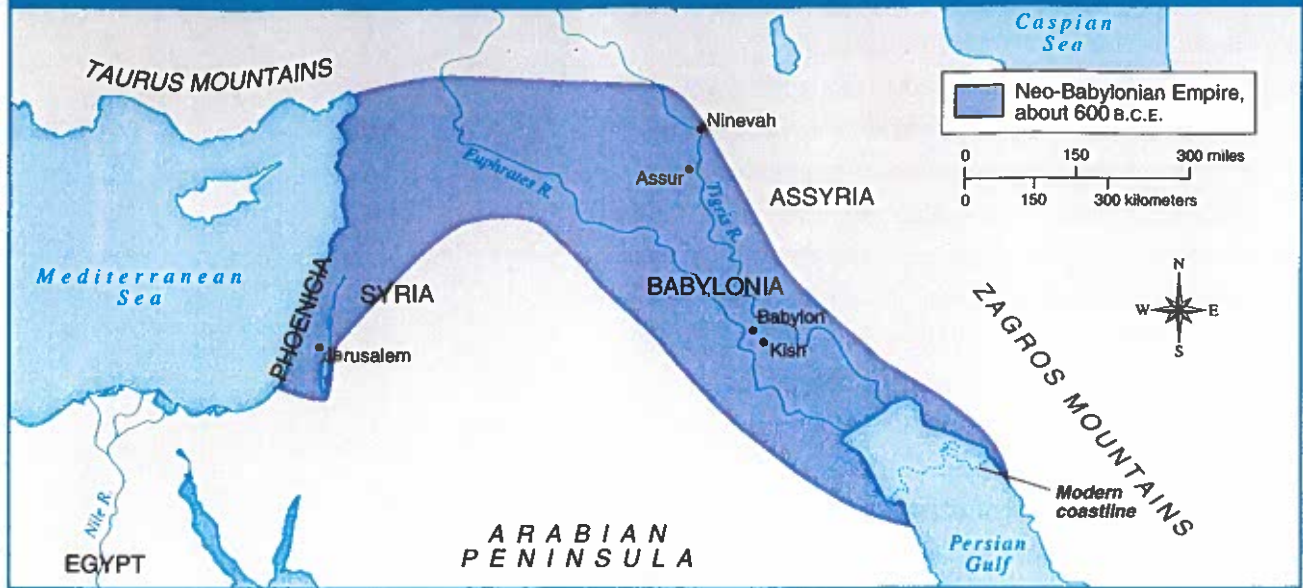 Caspian
Sea
TAURUS MOUNTAINS
Neo-Babylonian Empire,
about 600 B.C.E.
0 150 300 miles
0 150 300 kilometers
Ninevah
Euphrates R.
Assur
Tigris R.
ASSYRIA
Mediterranean
Sea
PHOENICIA
SYRIA
BABYLONIA
Babylon
Kish
Jerusalem
ZAGROS MOUNTAINS
N
W E
S
Modern
coastline
Nile R.
EGYPT
ARABIAN
PENINSULA
Persian
Gulf